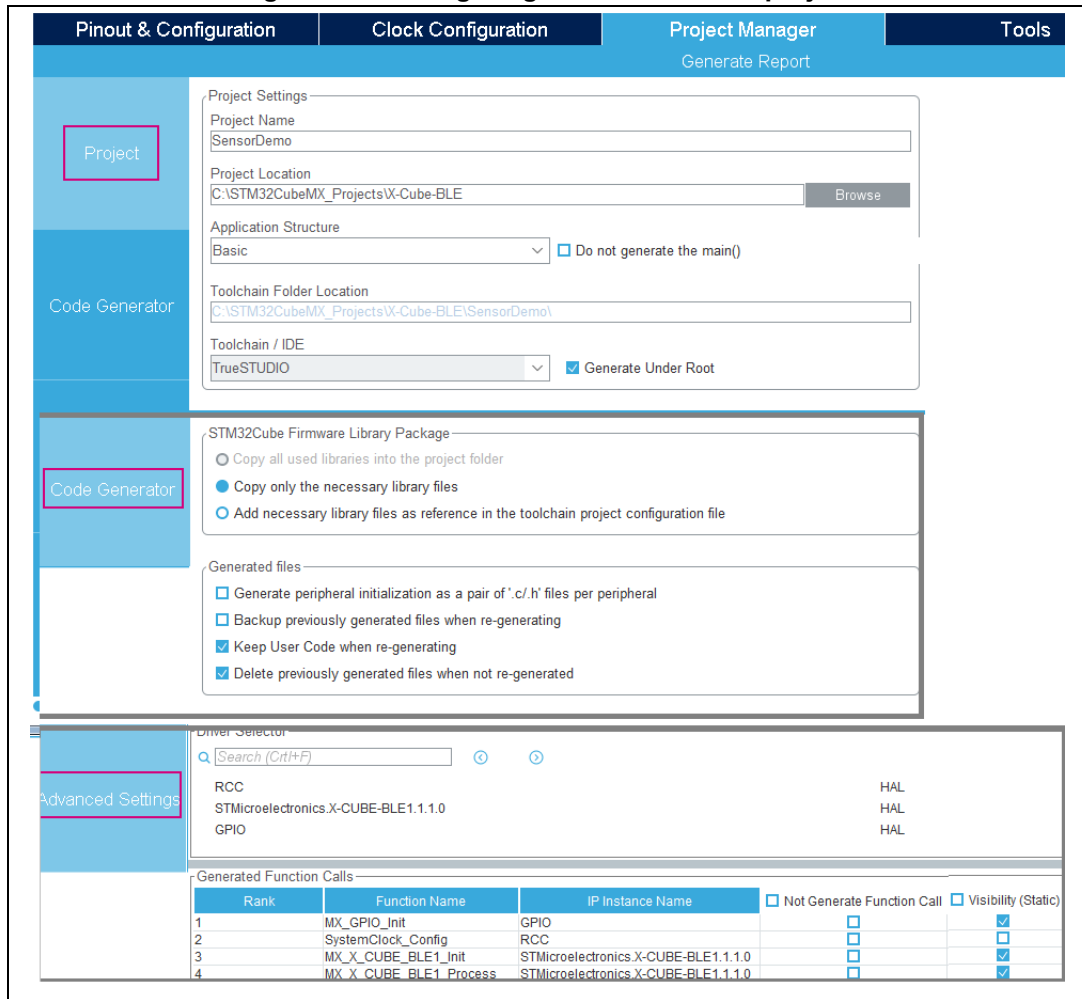 Pinout & Configuration Clock Configuration Project Manager Tools
Generate Report
Project
Project Settings
Project Name
SensorDemo
Project Location
C:\STM32CubeMX_Projects\X-Cube-BLE Browse
Application Structure
Basic Do not generate the main()
Code Generator
Toolchain Folder Location
C:\STM32CubeMX_Projects\X-Cube-BLE\SensorDemo\
Toolchain / IDE
TrueSTUDIO Generate Under Root
Code Generator
STM32Cube Firmware Library Package
Copy all used libraries into the project folder
Copy only the necessary library files
Add necessary library files as reference in the toolchain project configuration file
Generated files
Generate peripheral initialization as a pair of '.c/.h' files per peripheral
Backup previously generated files when re-generating
Keep User Code when re-generating
Delete previously generated files when not re-generated
Advanced Settings
Driver Selector
Search (Crtl+F)
RCC HAL
STMicroelectronics.X-CUBE-BLE1.1.1.0 HAL
GPIO HAL
Generated Function Calls
Rank Function Name IP Instance Name Not Generate Function Call Visibility (Static)
1 MX_GPIO_Init GPIO
2 SystemClock_Config RCC
3 MX_X_CUBE_BLE1_Init STMicroelectronics.X-CUBE-BLE1.1.1.0
4 MX_X_CUBE_BLE1_Process STMicroelectronics.X-CUBE-BLE1.1.1.0